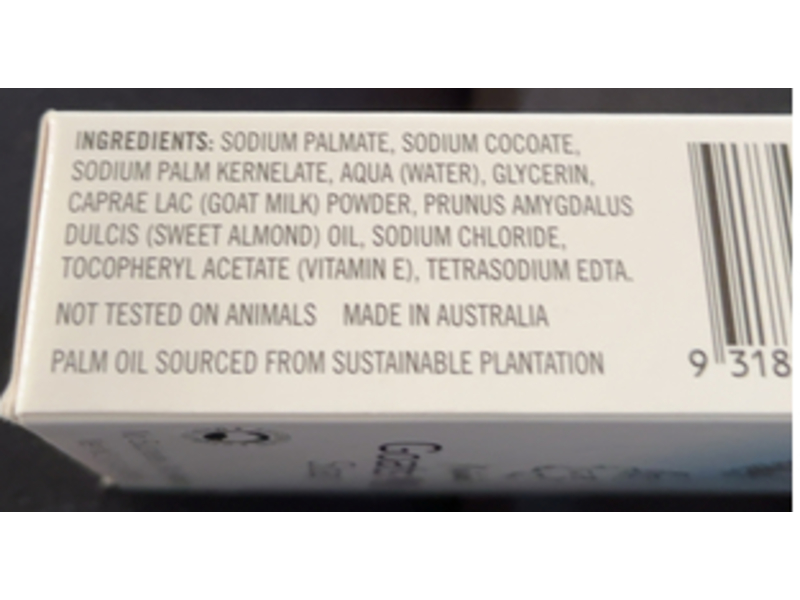 INGREDIENTS: SODIUM PALMATE, SODIUM COCOATE,
SODIUM PALM KERNELATE, AQUA (WATER), GLYCERIN,
CAPRAE LAC (GOAT MILK) POWDER, PRUNUS AMYGDALUS
DULCIS (SWEET ALMOND) OIL, SODIUM CHLORIDE,
TOCOPHERYL ACETATE (VITAMIN E), TETRASODIUM EDTA.
NOT TESTED ON ANIMALS MADE IN AUSTRALIA
PALM OIL SOURCED FROM SUSTAINABLE PLANTATION
9 318